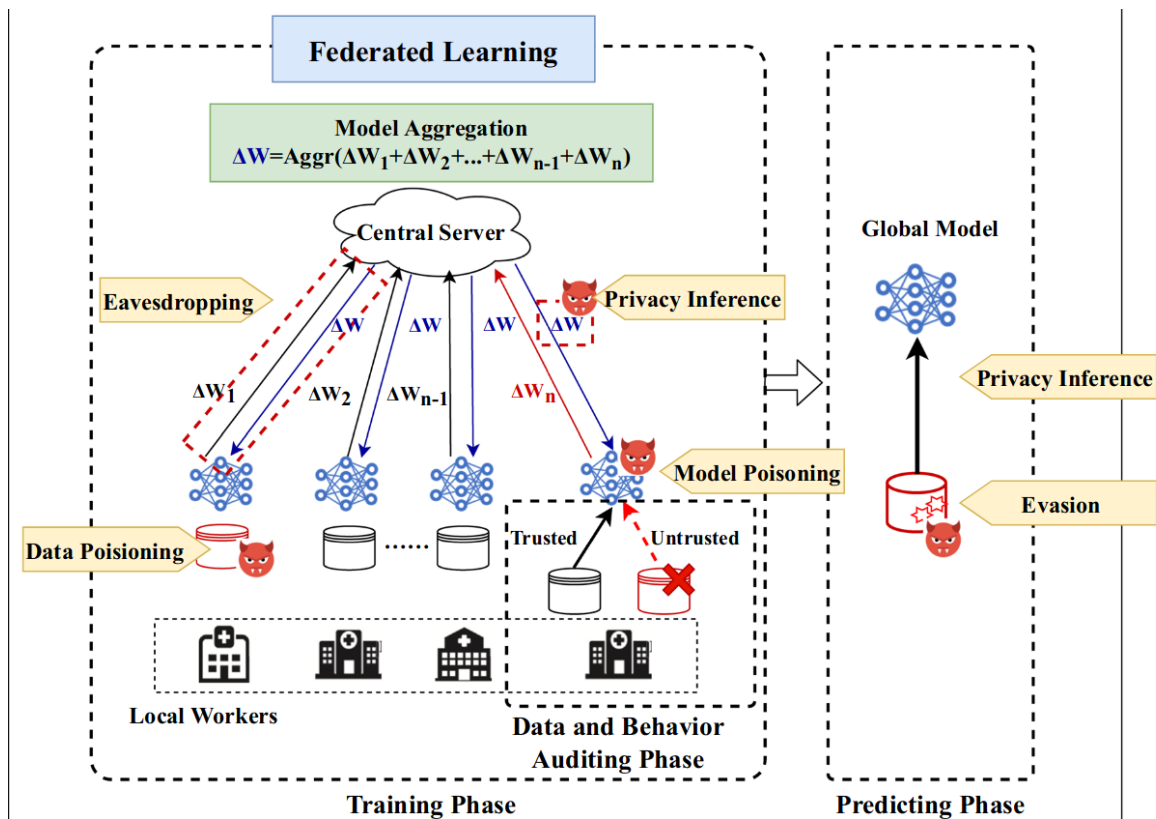 Federated Learning
Model Aggregation
ΔW=Aggr(ΔW1+ΔW2+...+ΔWn-1+ΔWn)
Central Server
Global Model
Eavesdropping
Privacy Inference
ΔW
ΔW
ΔW
ΔW
ΔW1
ΔW2
ΔWn-1
ΔWn
Privacy Inference
Model Poisoning
Evasion
Data Poisioning
......
Trusted
Untrusted
Local Workers
Data and Behavior
Auditing Phase
Training Phase
Predicting Phase